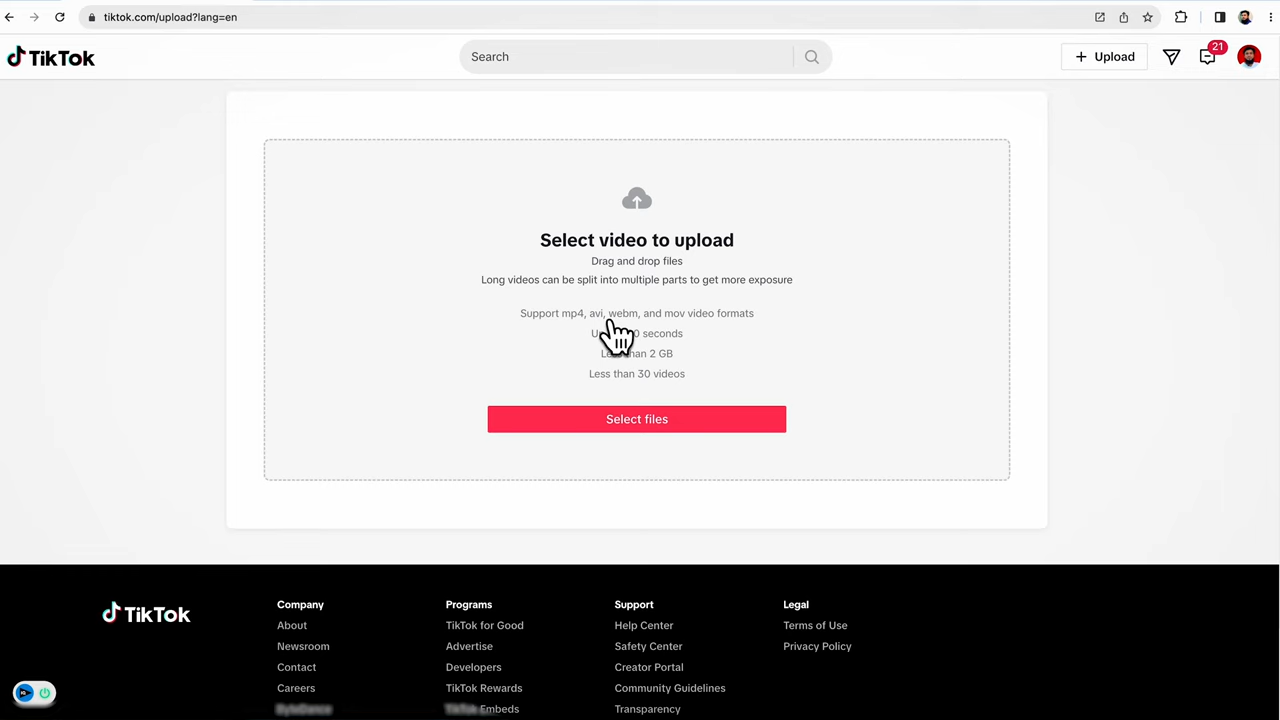 tiktok.com/upload?lang=en
TikTok
Search
Upload
21
Select video to upload
Drag and drop files
Long videos can be split into multiple parts to get more exposure
Support mp4, avi, webm, and mov video formats
seconds
than 2 GB
Less than 30 videos
Select files
TikTok
Company
About
Newsroom
Contact
Careers
ByteDance
Programs
TikTok for Good
Advertise
Developers
TikTok Rewards
TikTok Embeds
Support
Help Center
Safety Center
Creator Portal
Community Guidelines
Transparency
Legal
Terms of Use
Privacy Policy